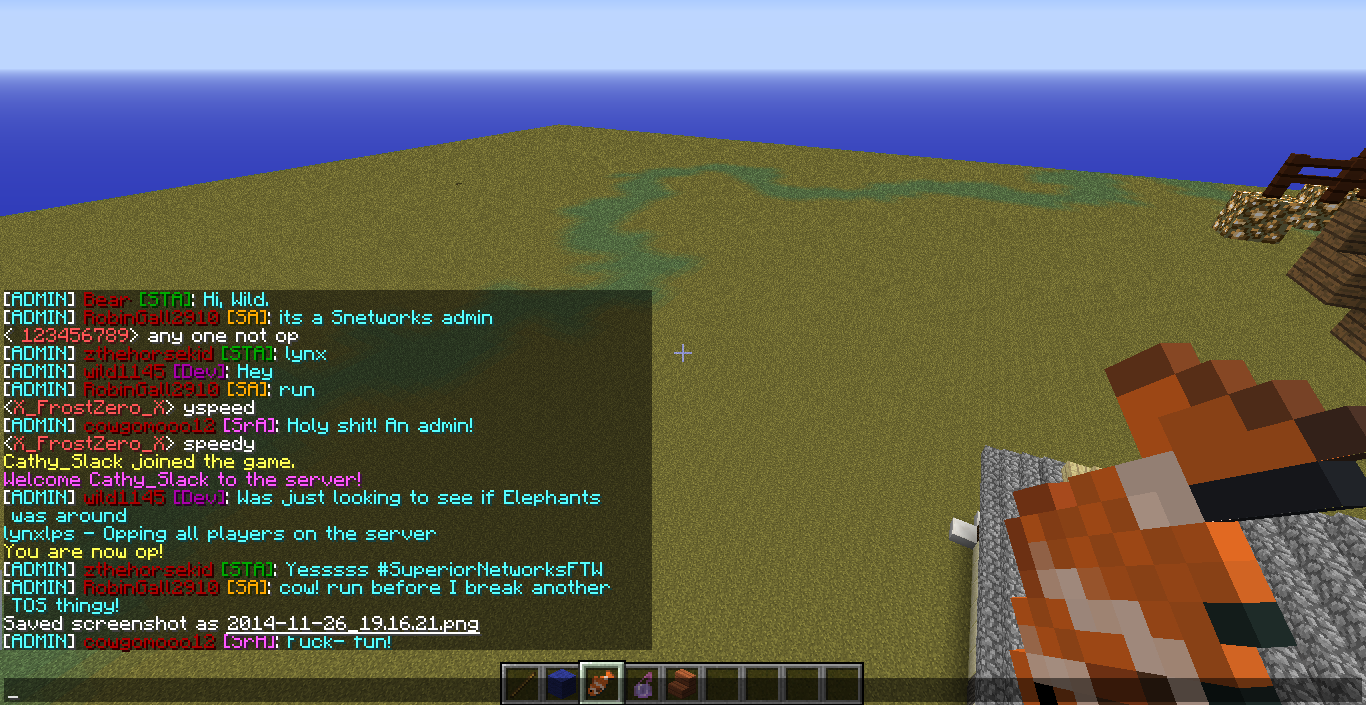 [ADMIN] Bear [STA]: Hi, Wild.
[ADMIN] RobinGall2910 [SA]: its a Snetworks admin
< 123456789> any one not op
[ADMIN] zthehorsekid [STA]: lynx
[ADMIN] wild1145 [Dev]: Hey
[ADMIN] RobinGall2910 [SA]: run
<X_FrostZero_X> yspeed
[ADMIN] cowgomooo12 [SrA]: Holy shit! An admin!
<X_FrostZero_X> speedy
Cathy_Slack joined the game.
Welcome Cathy_Slack to the server!
[ADMIN] wild1145 [Dev]: Was just looking to see if Elephants
was around
lynxlps - Opping all players on the server
You are now op!
[ADMIN] zthehorsekid [STA]: Yesssss #SuperiorNetworksFTW
[ADMIN] RobinGall2910 [SA]: cow! run before I break another
TOS thingy!
Saved screenshot as 2014-11-26_19.16.21.png
[ADMIN] cowgomooo12 [SrA]: Fuck- run!
_